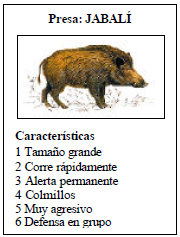 Presa: JABALÍ
Características
1 Tamaño grande
2 Corre rápidamente
3 Alerta permanente
4 Colmillos
5 Muy agresivo
6 Defensa en grupo